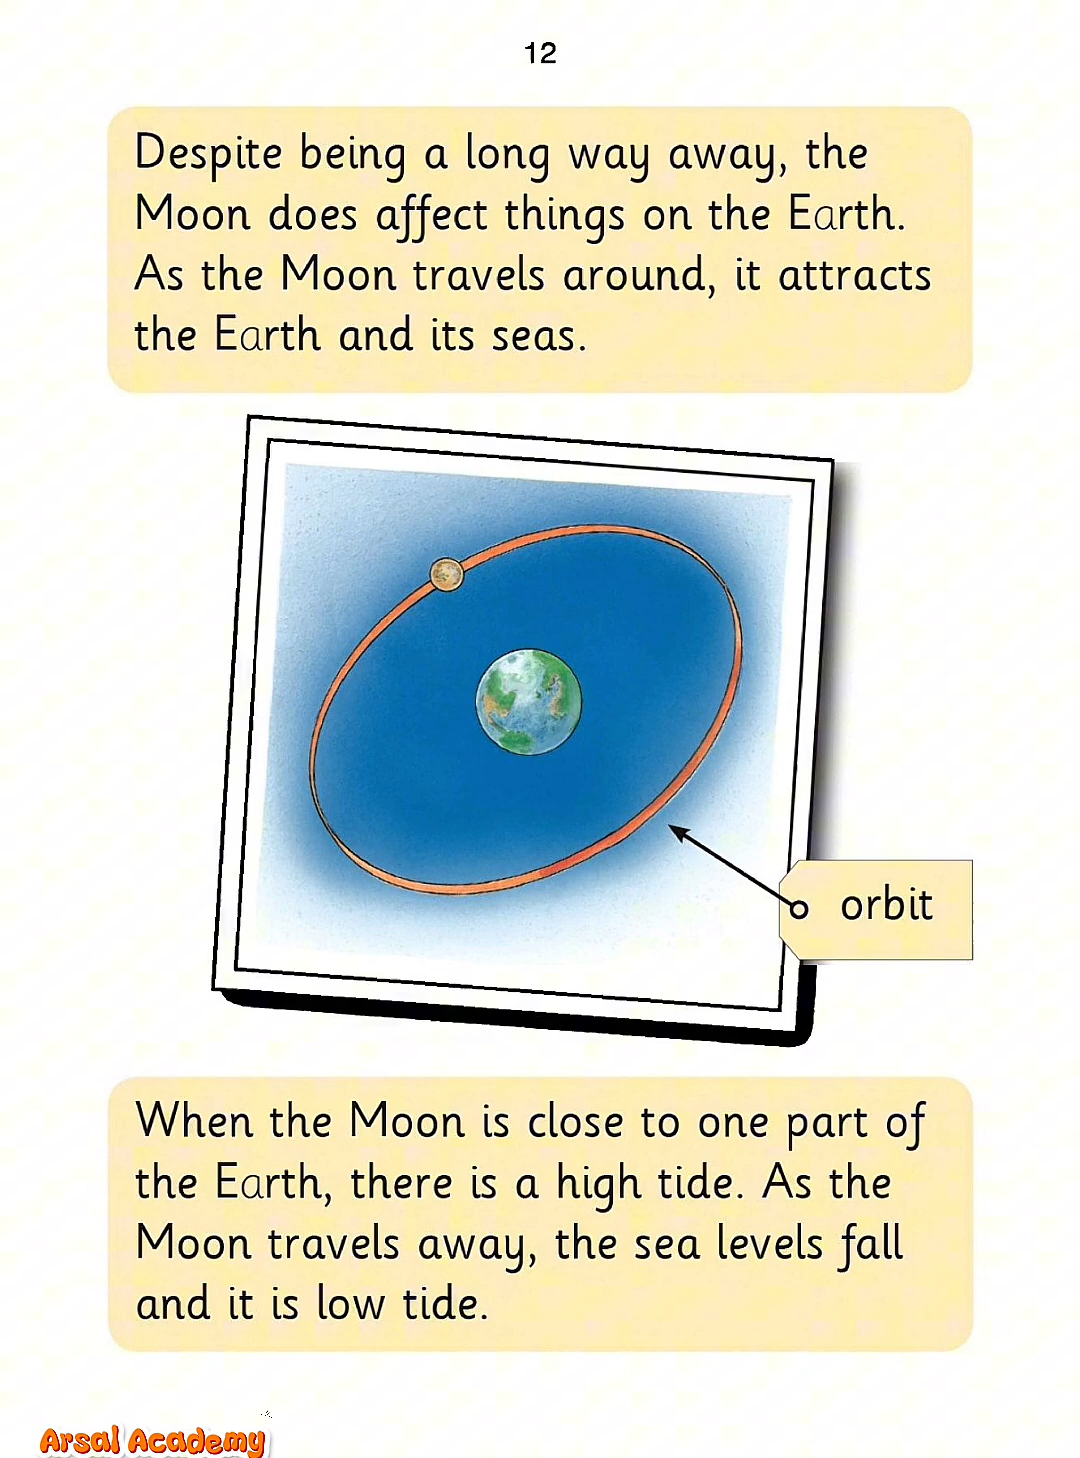 12
Despite being a long way away, the
Moon does affect things on the Earth.
As the Moon travels around, it attracts
the Earth and its seas.
orbit
When the Moon is close to one part of
the Earth, there is a high tide. As the
Moon travels away, the sea levels fall
and it is low tide.
Arsal Academy